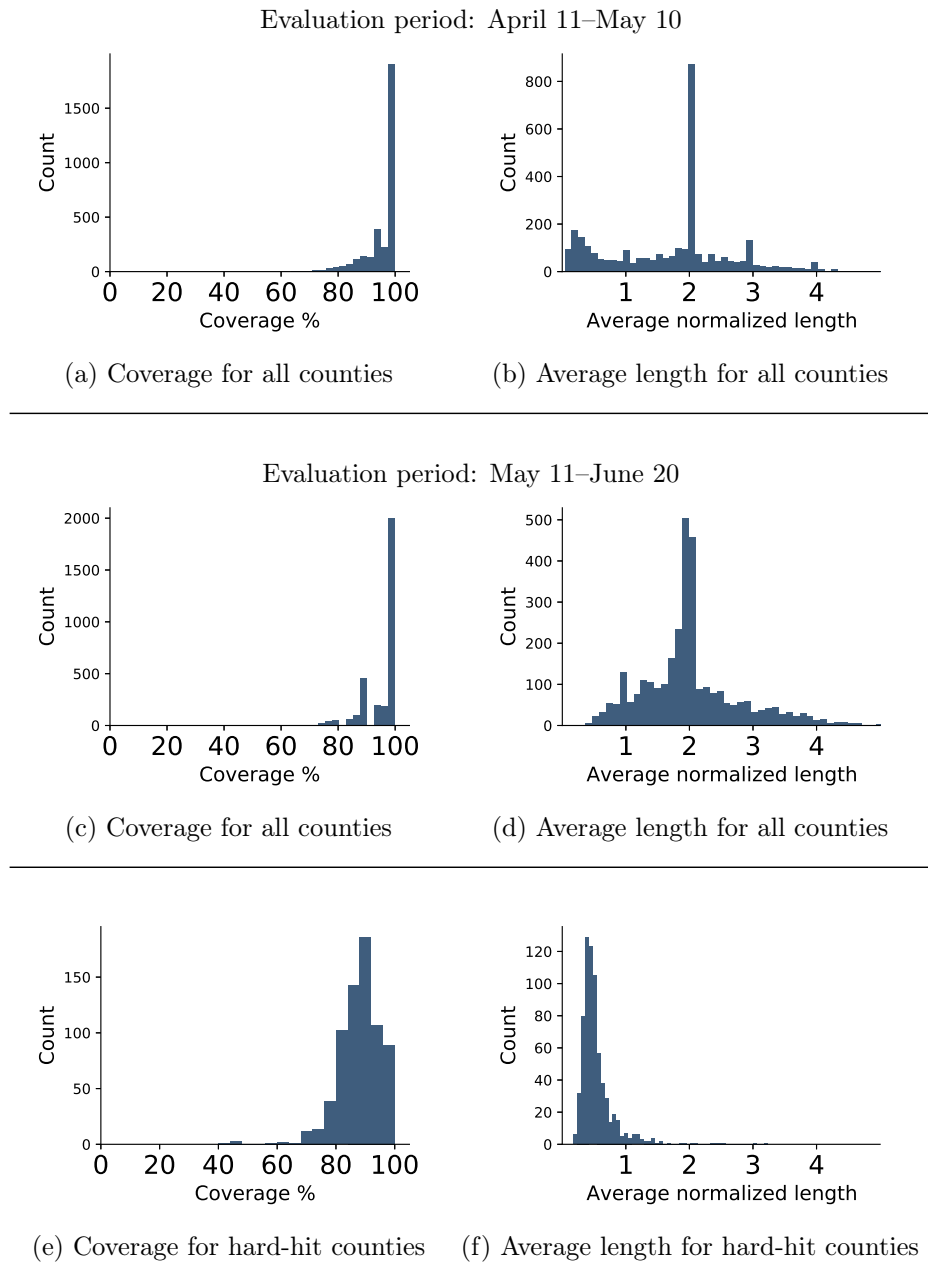 Evaluation period: April 11–May 10
Count
1500
1000
500
0
0 20 40 60 80 100
Coverage %
(a) Coverage for all counties
Count
800
600
400
200
0
1 2 3 4
Average normalized length
(b) Average length for all counties
Evaluation period: May 11–June 20
Count
2000
1500
1000
500
0
0 20 40 60 80 100
Coverage %
(c) Coverage for all counties
Count
500
400
300
200
100
0
1 2 3 4
Average normalized length
(d) Average length for all counties
Count
150
100
50
0
0 20 40 60 80 100
Coverage %
(e) Coverage for hard-hit counties
Count
120
100
80
60
40
20
0
1 2 3 4
Average normalized length
(f) Average length for hard-hit counties